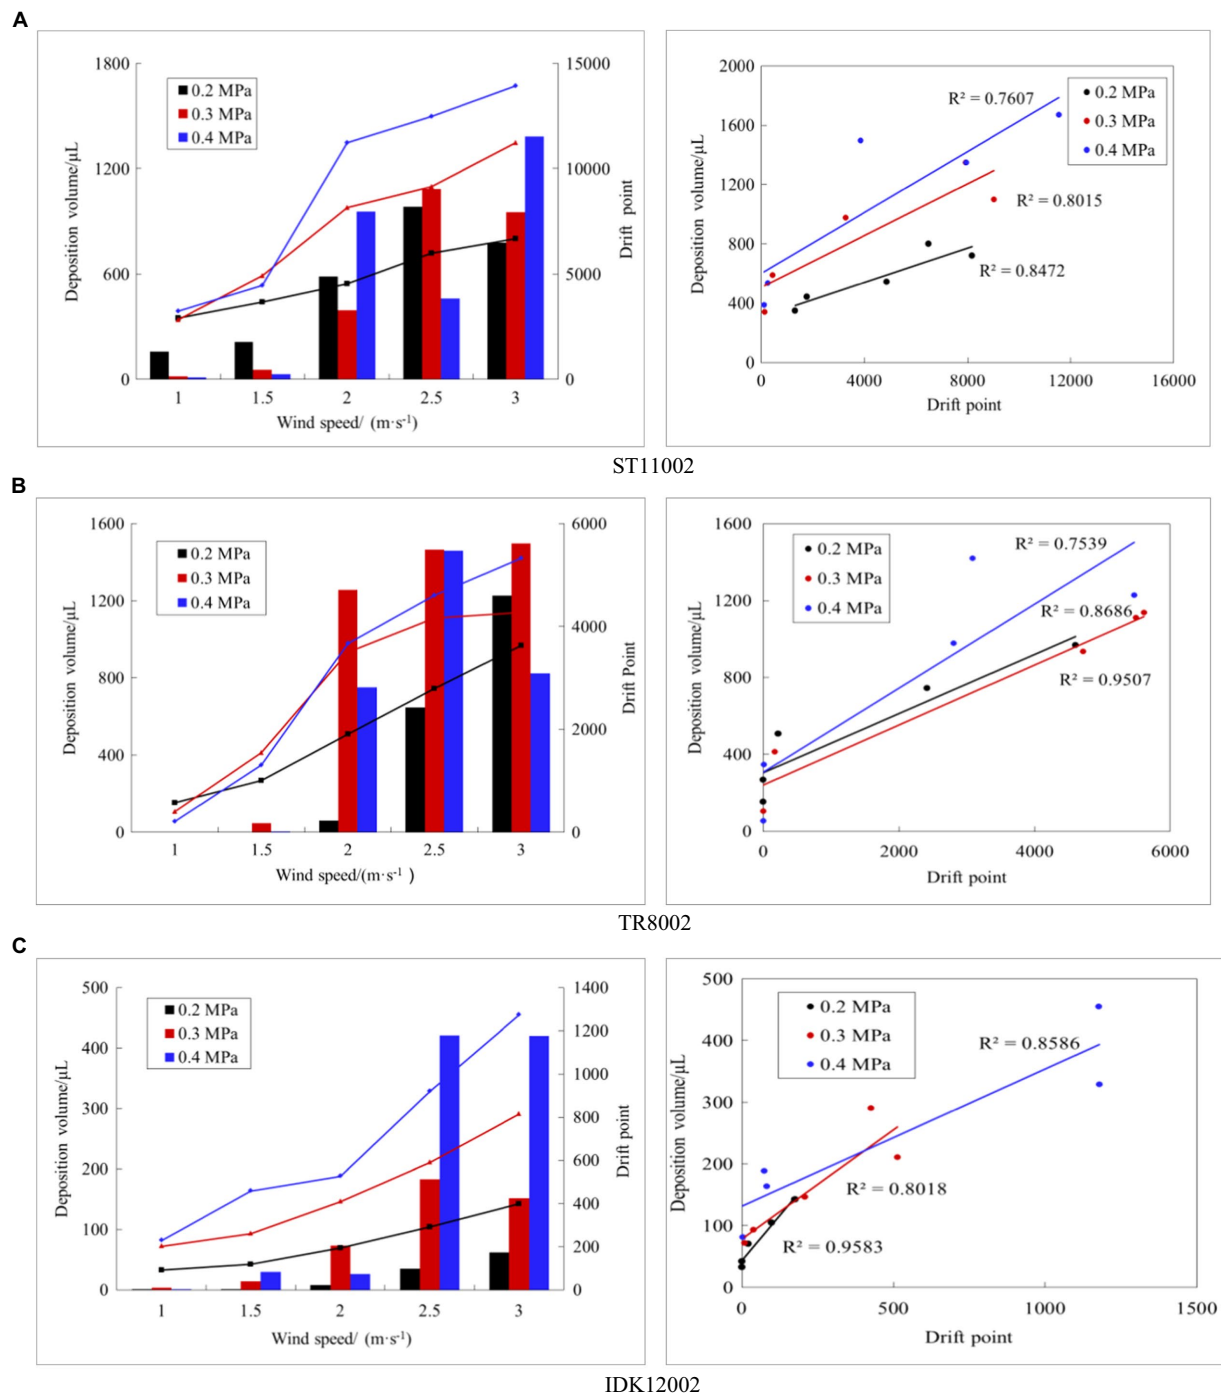 A
1800
1200
600
0
Deposition volume/μL
0.2 MPa
0.3 MPa
0.4 MPa
15000
10000
5000
0
Drift point
1 1.5 2 2.5 3
Wind speed/ (m·s⁻¹)
2000
1600
1200
800
400
0
Deposition volume/μL
R² = 0.7607
R² = 0.8015
R² = 0.8472
0.2 MPa
0.3 MPa
0.4 MPa
0 4000 8000 12000 16000
Drift point
ST11002
B
1600
1200
800
400
0
Deposition volume/μL
0.2 MPa
0.3 MPa
0.4 MPa
6000
4000
2000
0
Drift Point
1 1.5 2 2.5 3
Wind speed/(m·s⁻¹ )
1600
1200
800
400
0
Deposition volume/μL
0.2 MPa
0.3 MPa
0.4 MPa
R² = 0.7539
R² = 0.8686
R² = 0.9507
0 2000 4000 6000
Drift point
TR8002
C
500
400
300
200
100
0
Deposition volume/μL
0.2 MPa
0.3 MPa
0.4 MPa
1400
1200
1000
800
600
400
200
0
Drift point
1 1.5 2 2.5 3
Wind speed/ (m·s⁻¹)
500
400
300
200
100
0
Deposition volume/μL
0.2 MPa
0.3 MPa
0.4 MPa
R² = 0.8586
R² = 0.8018
R² = 0.9583
0 500 1000 1500
Drift point
IDK12002